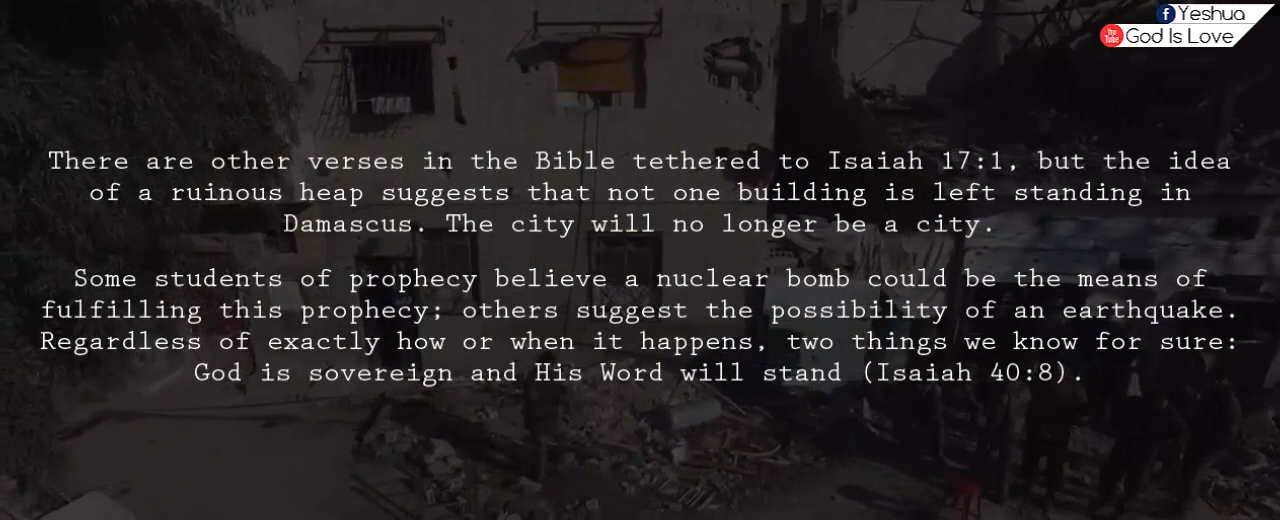 Yeshua
God Is Love
There are other verses in the Bible tethered to Isaiah 17:1, but the idea
of a ruinous heap suggests that not one building is left standing in
Damascus. The city will no longer be a city.
Some students of prophecy believe a nuclear bomb could be the means of
fulfilling this prophecy; others suggest the possibility of an earthquake.
Regardless of exactly how or when it happens, two things we know for sure:
God is sovereign and His Word will stand (Isaiah 40:8).